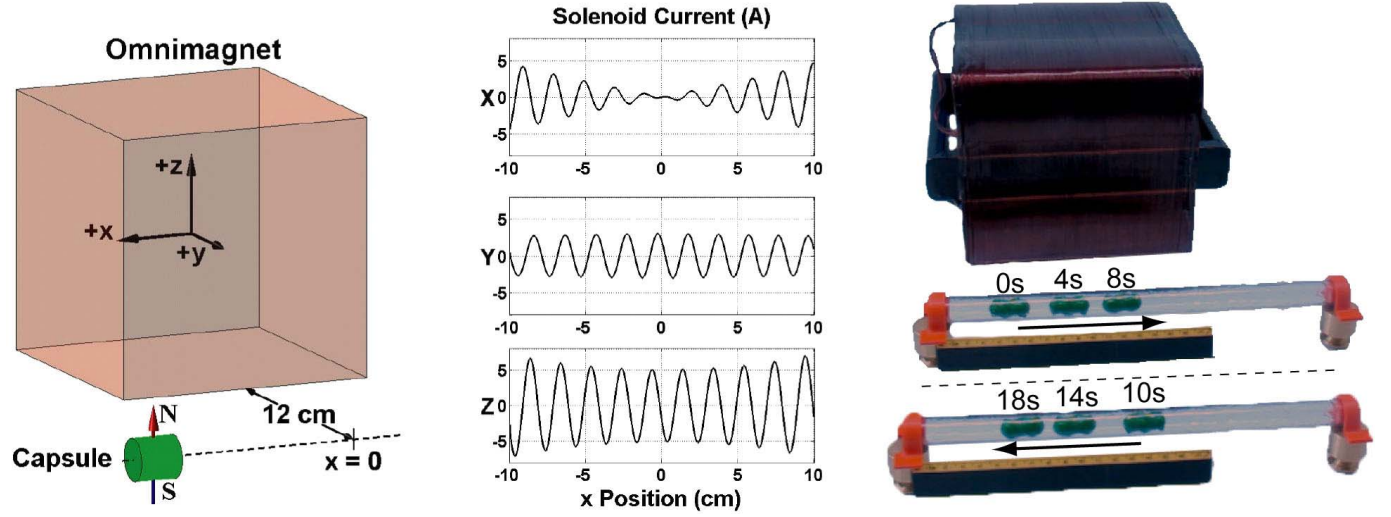 Omnimagnet
+z
+x
+y
12 cm
N
Capsule
S
x = 0
Solenoid Current (A)
X
5
0
-5
-10 -5 0 5 10
Y
5
0
-5
-10 -5 0 5 10
Z
5
0
-5
-10 -5 0 5 10
x Position (cm)
0s 4s 8s
18s 14s 10s